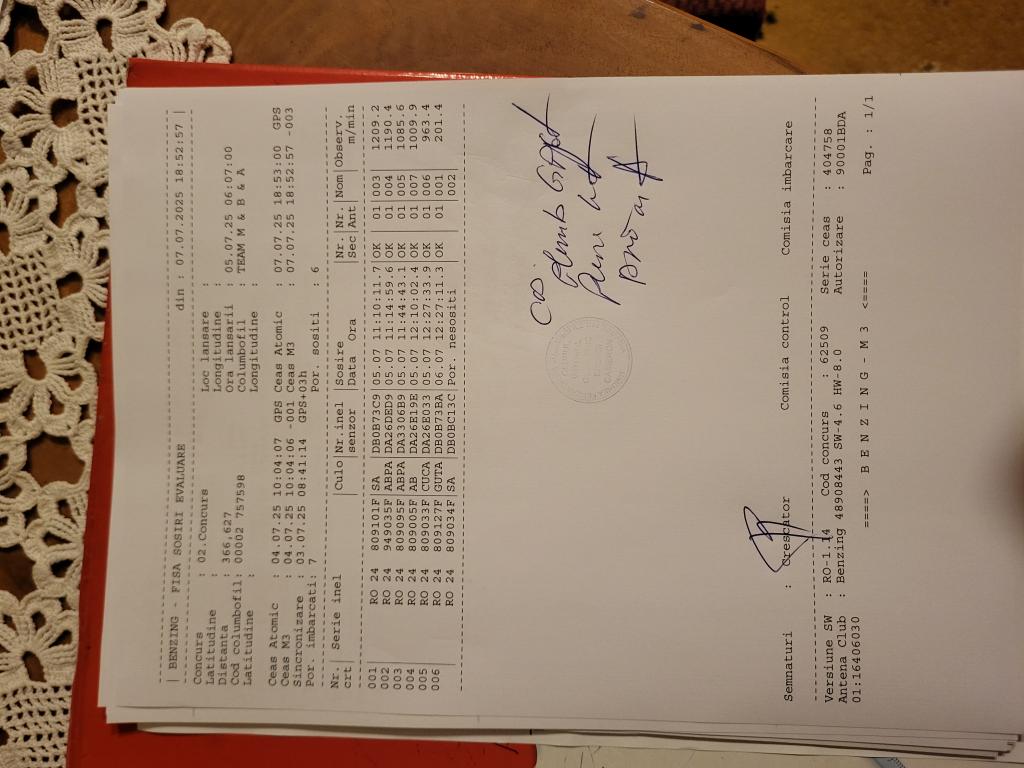 | BENZING - FISA SOSIRI EVALUARE din : 07.07.2025 18:52:57 |
Concurs : 02.Concurs Loc lansare :
Latitudine : Longitudine :
Distanta : 366,627 Ora lansarii : 05.07.25 06:07:00
Cod columbofil: 00002 757598 Columbofil : TEAM M & B & A
Latitudine : Longitudine :
Ceas Atomic : 04.07.25 10:04:07 GPS Ceas Atomic : 07.07.25 18:53:00 GPS
Ceas M3 : 04.07.25 10:04:06 -001 Ceas M3 : 07.07.25 18:52:57 -003
Sincronizare : 03.07.25 08:41:14 GPS+03h
Por. imbarcati: 7 Por. sositi : 6
Nr. | Serie inel |Culo|Nr.inel |Sosire |Nr. |Nr. |Nom|Observ.
crt| | |senzor |Data Ora |Sec|Ant | | m/min
001 | RO 24 809101F|SA |DB0B73C9|05.07 11:10:11.7|OK | 01|003| 1209.2
002 | RO 24 949035F|ABPA|DA26DED9|05.07 11:14:59.6|OK | 01|004| 1190.4
003 | RO 24 809095F|ABPA|DA3306B9|05.07 11:44:43.1|OK | 01|005| 1085.6
004 | RO 24 809005F|AB |DA26E19E|05.07 12:10:02.4|OK | 01|007| 1009.9
005 | RO 24 809033F|CUCA|DA26E033|05.07 12:27:33.9|OK | 01|006| 963.4
006 | RO 24 809127F|GUTA|DB0B73BA|06.07 12:27:11.3|OK | 01|001| 201.4
| RO 24 809034F|SA |DB0BC13C|Por. nesositi | |002|
Semnaturi : Crescator Comisia control Comisia imbarcare
Versiune SW : RO-1.14 Cod concurs : 62509 Serie ceas : 404758
Antena Club : Benzing 48908443 SW-4.6 HW-8.0 Autorizare : 90001BDA
01:16406030
====> B E N Z I N G - M 3 <==== Pag. : 1/1